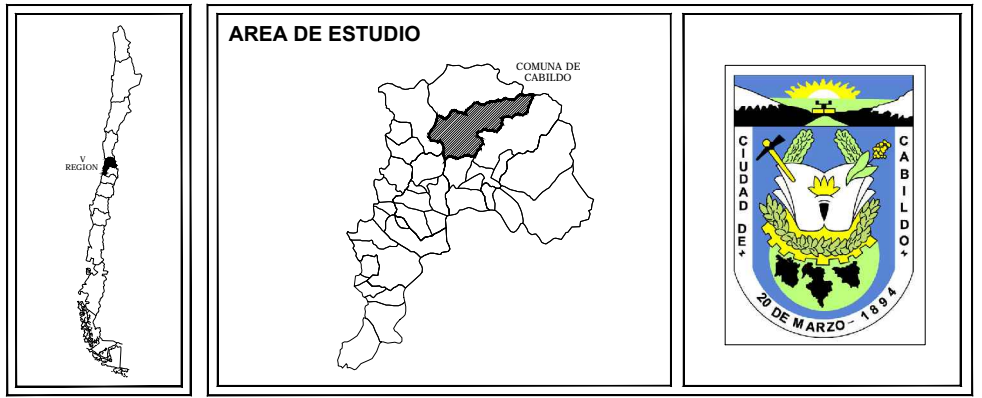 V
REGION
AREA DE ESTUDIO
COMUNA DE
CABILDO
CIUDAD DE
CABILDO
20 DE MARZO - 1894